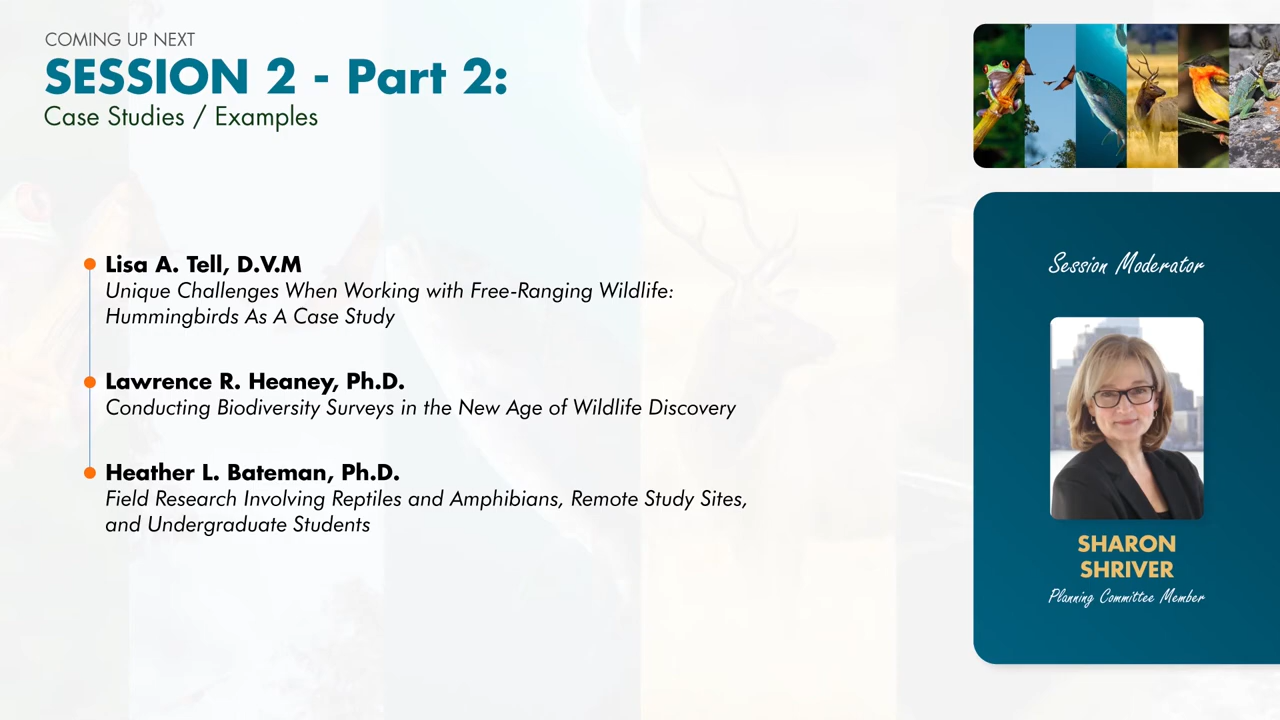 COMING UP NEXT
SESSION 2 - Part 2:
Case Studies / Examples
Lisa A. Tell, D.V.M
Unique Challenges When Working with Free-Ranging Wildlife:
Hummingbirds As A Case Study
Lawrence R. Heaney, Ph.D.
Conducting Biodiversity Surveys in the New Age of Wildlife Discovery
Heather L. Bateman, Ph.D.
Field Research Involving Reptiles and Amphibians, Remote Study Sites,
and Undergraduate Students
Session Moderator
SHARON
SHRIVER
Planning Committee Member